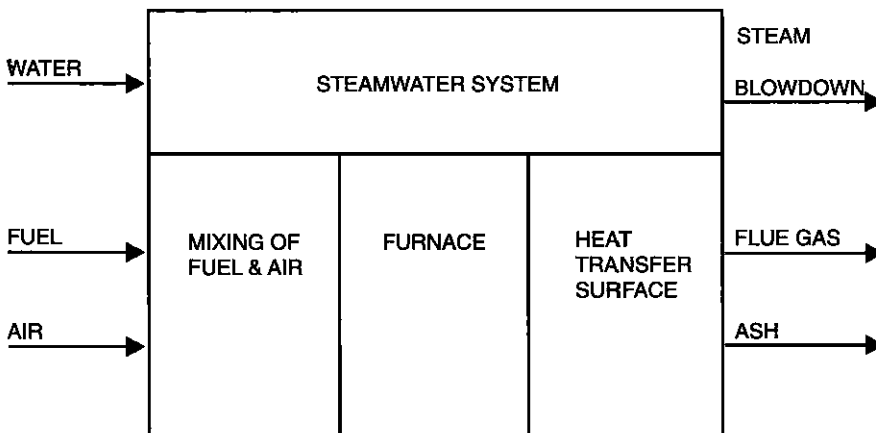 STEAM
WATER
STEAMWATER SYSTEM
BLOWDOWN
FUEL
MIXING OF
FUEL & AIR
FURNACE
HEAT
TRANSFER
SURFACE
FLUE GAS
AIR
ASH